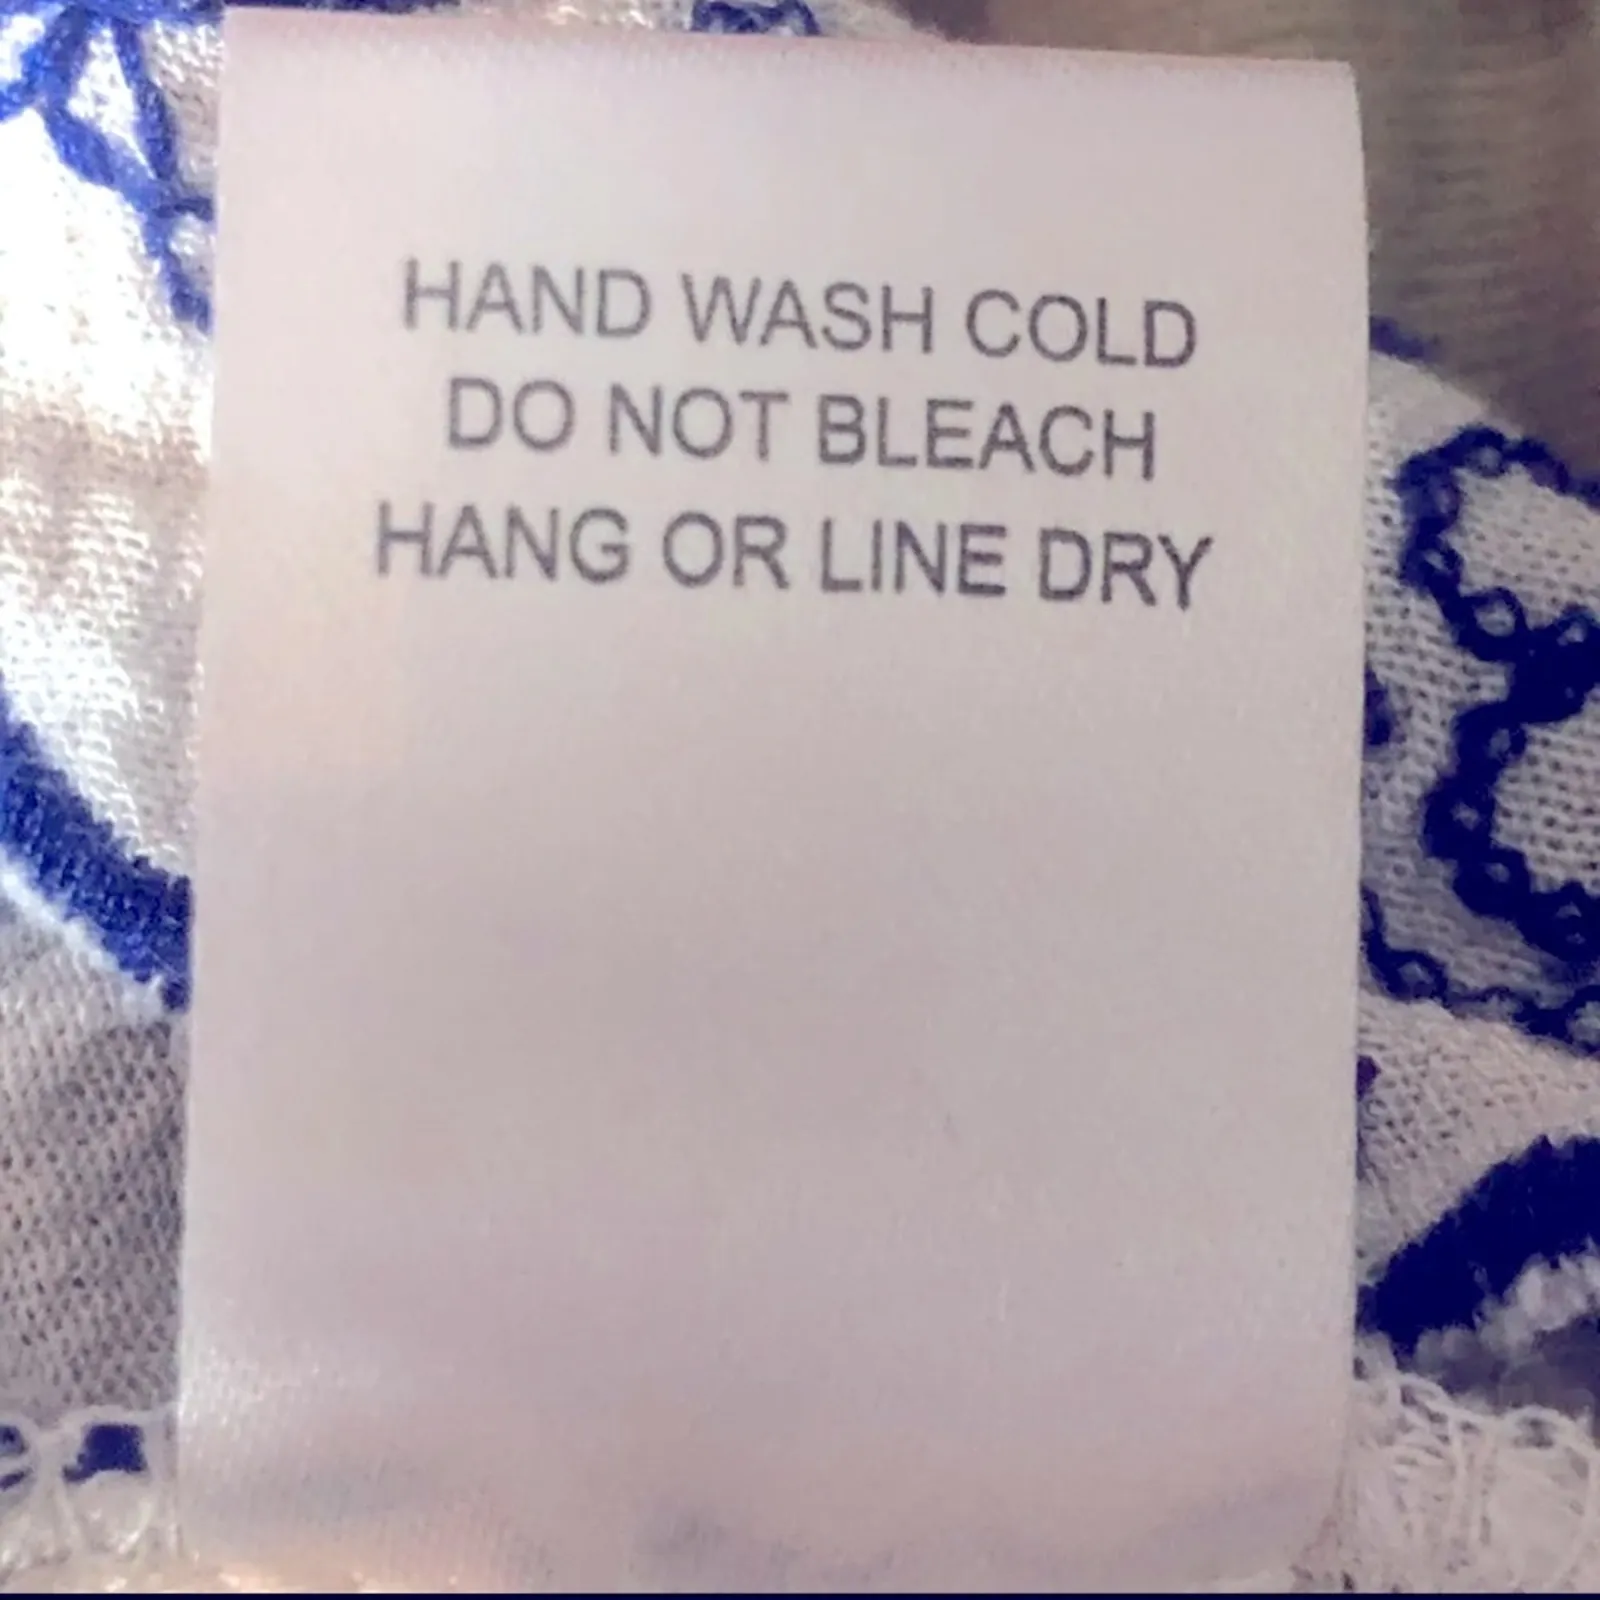 HAND WASH COLD
DO NOT BLEACH
HANG OR LINE DRY